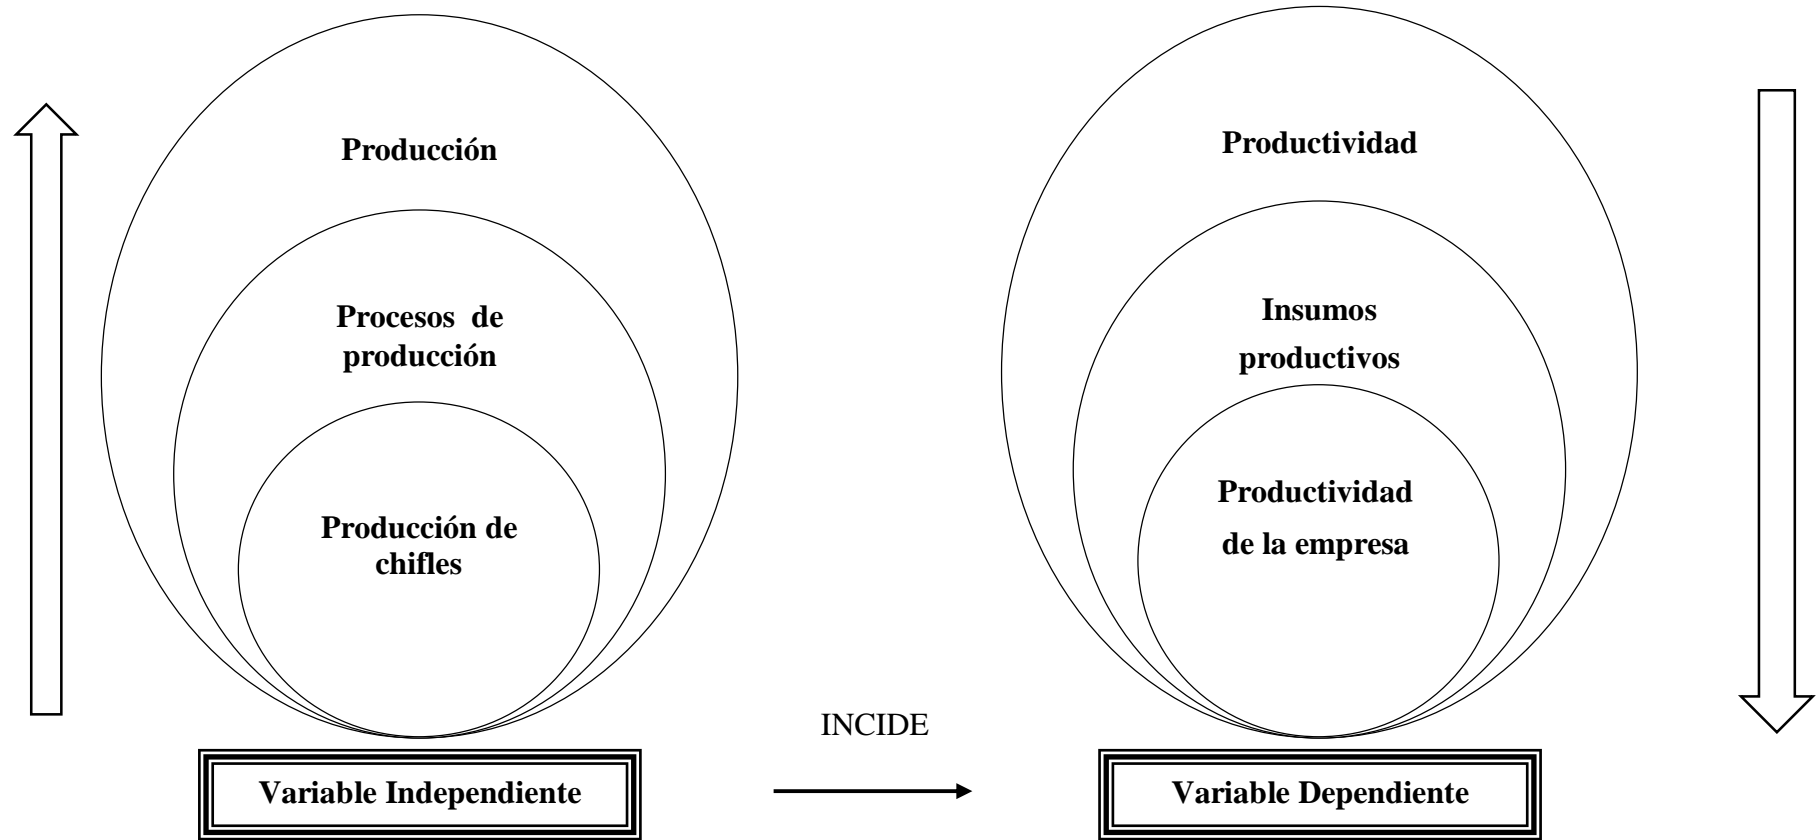 Producción
Procesos de
producción
Producción de
chifles
Variable Independiente
INCIDE
Productividad
Insumos
productivos
Productividad
de la empresa
Variable Dependiente